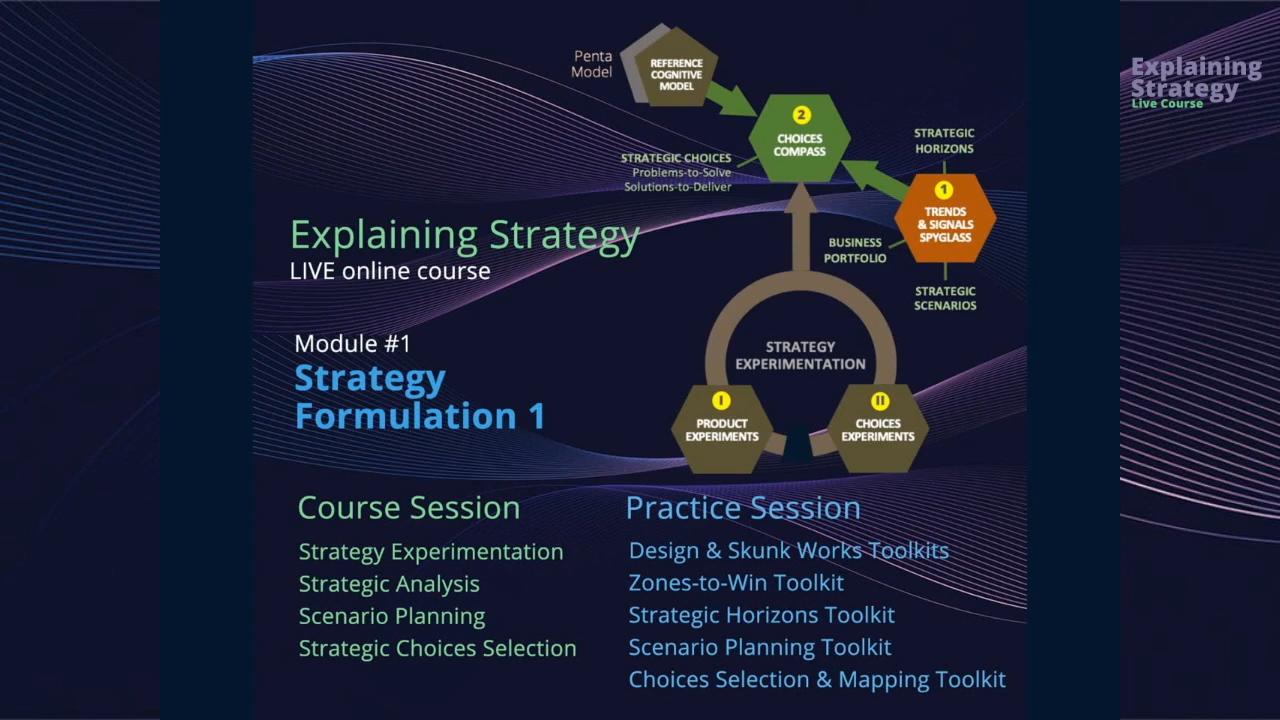 Penta
Model
REFERENCE
COGNITIVE
MODEL
2
CHOICES
COMPASS
STRATEGIC CHOICES
Problems-to-Solve
Solutions-to-Deliver
STRATEGIC
HORIZONS
1
TRENDS
& SIGNALS
SPYGLASS
BUSINESS
PORTFOLIO
STRATEGIC
SCENARIOS
Explaining
Strategy
Live Course
Explaining Strategy
LIVE online course
Module #1
Strategy
Formulation 1
STRATEGY
EXPERIMENTATION
I
PRODUCT
EXPERIMENTS
II
CHOICES
EXPERIMENTS
Course Session
Strategy Experimentation
Strategic Analysis
Scenario Planning
Strategic Choices Selection
Practice Session
Design & Skunk Works Toolkits
Zones-to-Win Toolkit
Strategic Horizons Toolkit
Scenario Planning Toolkit
Choices Selection & Mapping Toolkit